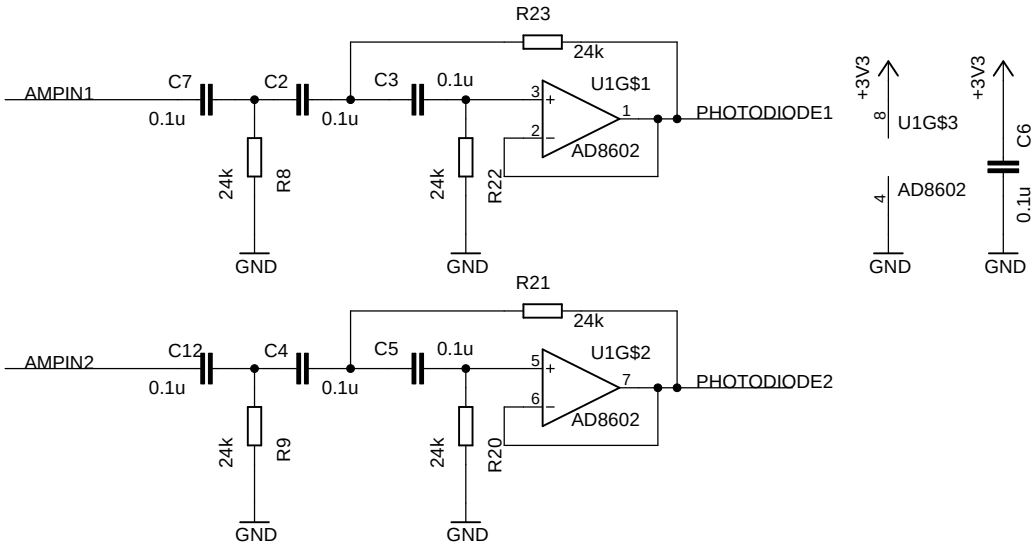 R23
24k
C7
C2
C3
0.1u
U1G$1
AMPIN1
0.1u
0.1u
3
+
2
−
1
PHOTODIODE1
AD8602
24k
R8
24k
R22
GND
GND
+3V3
8
U1G$3
4
AD8602
GND
+3V3
C6
0.1u
GND
R21
24k
C12
C4
C5
0.1u
U1G$2
AMPIN2
0.1u
0.1u
5
+
6
−
7
PHOTODIODE2
AD8602
24k
R9
24k
R20
GND
GND